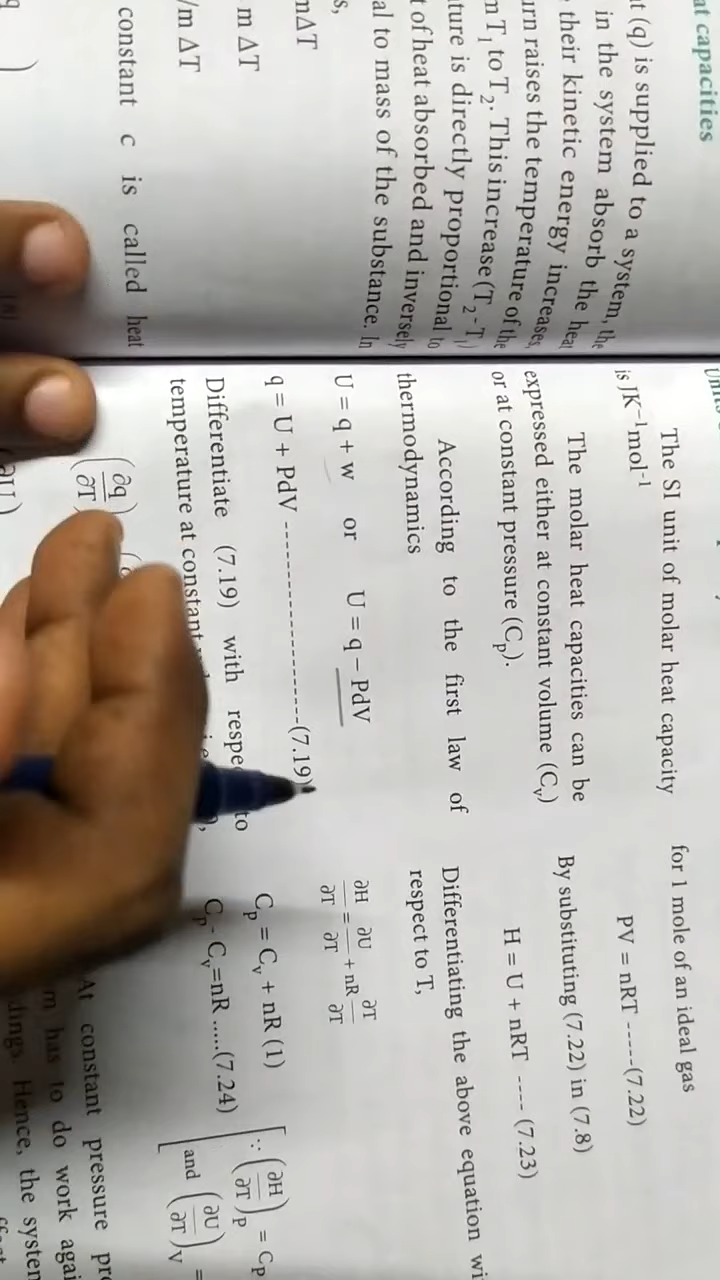 at capacities
t (q) is supplied to a system, the
in the system absorb the heat
their kinetic energy increases,
urn raises the temperature of the
m T₁ to T₂. This increase (T₂-T₁)
ture is directly proportional to
t of heat absorbed and inversely
al to mass of the substance. In
s,
mΔT
m ΔT
/m ΔT
constant c is called heat
The SI unit of molar heat capacity
is JK⁻¹mol⁻¹
The molar heat capacities can be
expressed either at constant volume (Cᵥ)
or at constant pressure (Cₚ).
According to the first law of
thermodynamics
U = q + w or U = q – PdV
q = U + PdV ------------------------(7.19)
Differentiate (7.19) with respe to
temperature at constant
(∂q/∂T)
∂U)
for 1 mole of an ideal gas
PV = nRT -----(7.22)
By substituting (7.22) in (7.8)
H = U + nRT ---- (7.23)
Differentiating the above equation wi
respect to T,
∂H/∂T = ∂U/∂T + nR ∂T/∂T
Cₚ = Cᵥ + nR (1)
Cₚ - Cᵥ =nR .....(7.24)
[∵ (∂H/∂T)ₚ = Cₚ
and (∂U/∂T)ᵥ =
At constant pressure pro
m has to do work agai
dings. Hence, the system